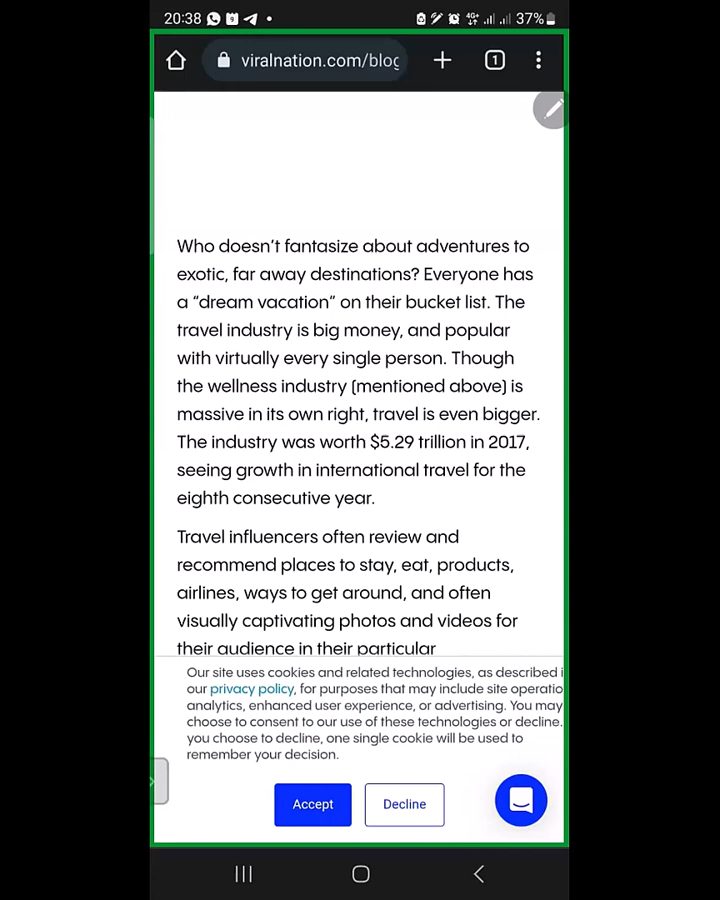 20:38
4G+
37%
viralnation.com/blog
1
Who doesn’t fantasize about adventures to
exotic, far away destinations? Everyone has
a “dream vacation” on their bucket list. The
travel industry is big money, and popular
with virtually every single person. Though
the wellness industry (mentioned above) is
massive in its own right, travel is even bigger.
The industry was worth $5.29 trillion in 2017,
seeing growth in international travel for the
eighth consecutive year.
Travel influencers often review and
recommend places to stay, eat, products,
airlines, ways to get around, and often
visually captivating photos and videos for
their audience in their particular
Our site uses cookies and related technologies, as described i
our privacy policy, for purposes that may include site operatio
analytics, enhanced user experience, or advertising. You may
choose to consent to our use of these technologies or decline.
you choose to decline, one single cookie will be used to
remember your decision.
Accept
Decline